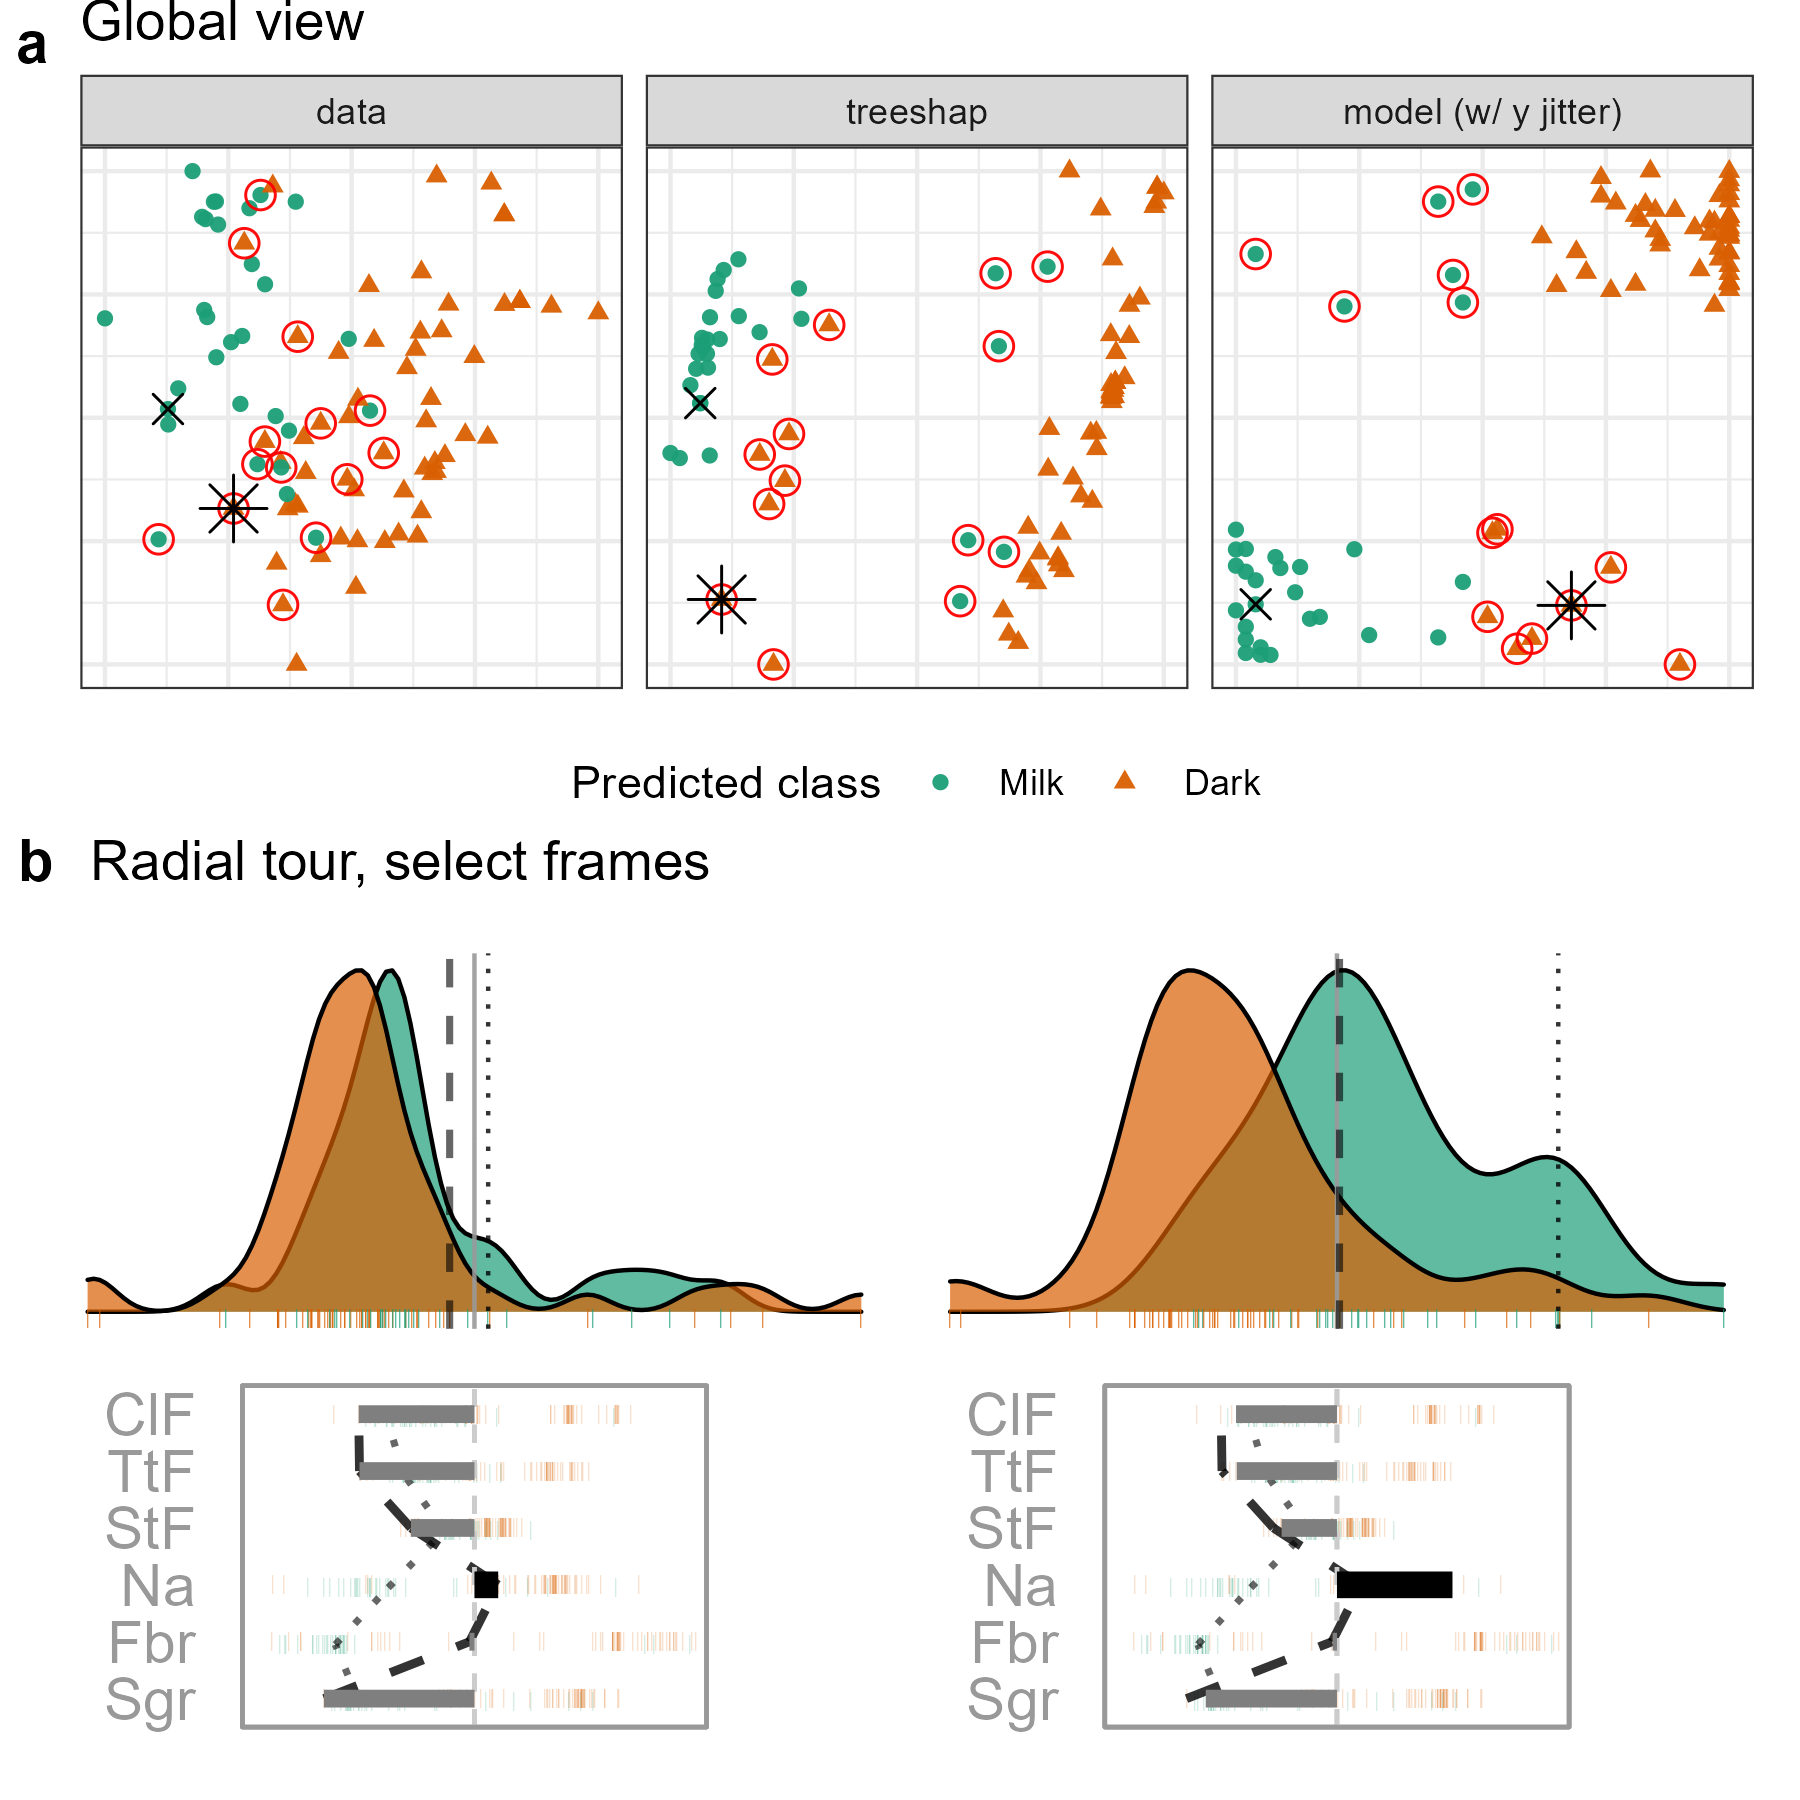 a Global view
data treeshap model (w/ y jitter)
Predicted class Milk Dark
b Radial tour, select frames
ClF ClF
TtF TtF
StF StF
Na Na
Fbr Fbr
Sgr Sgr